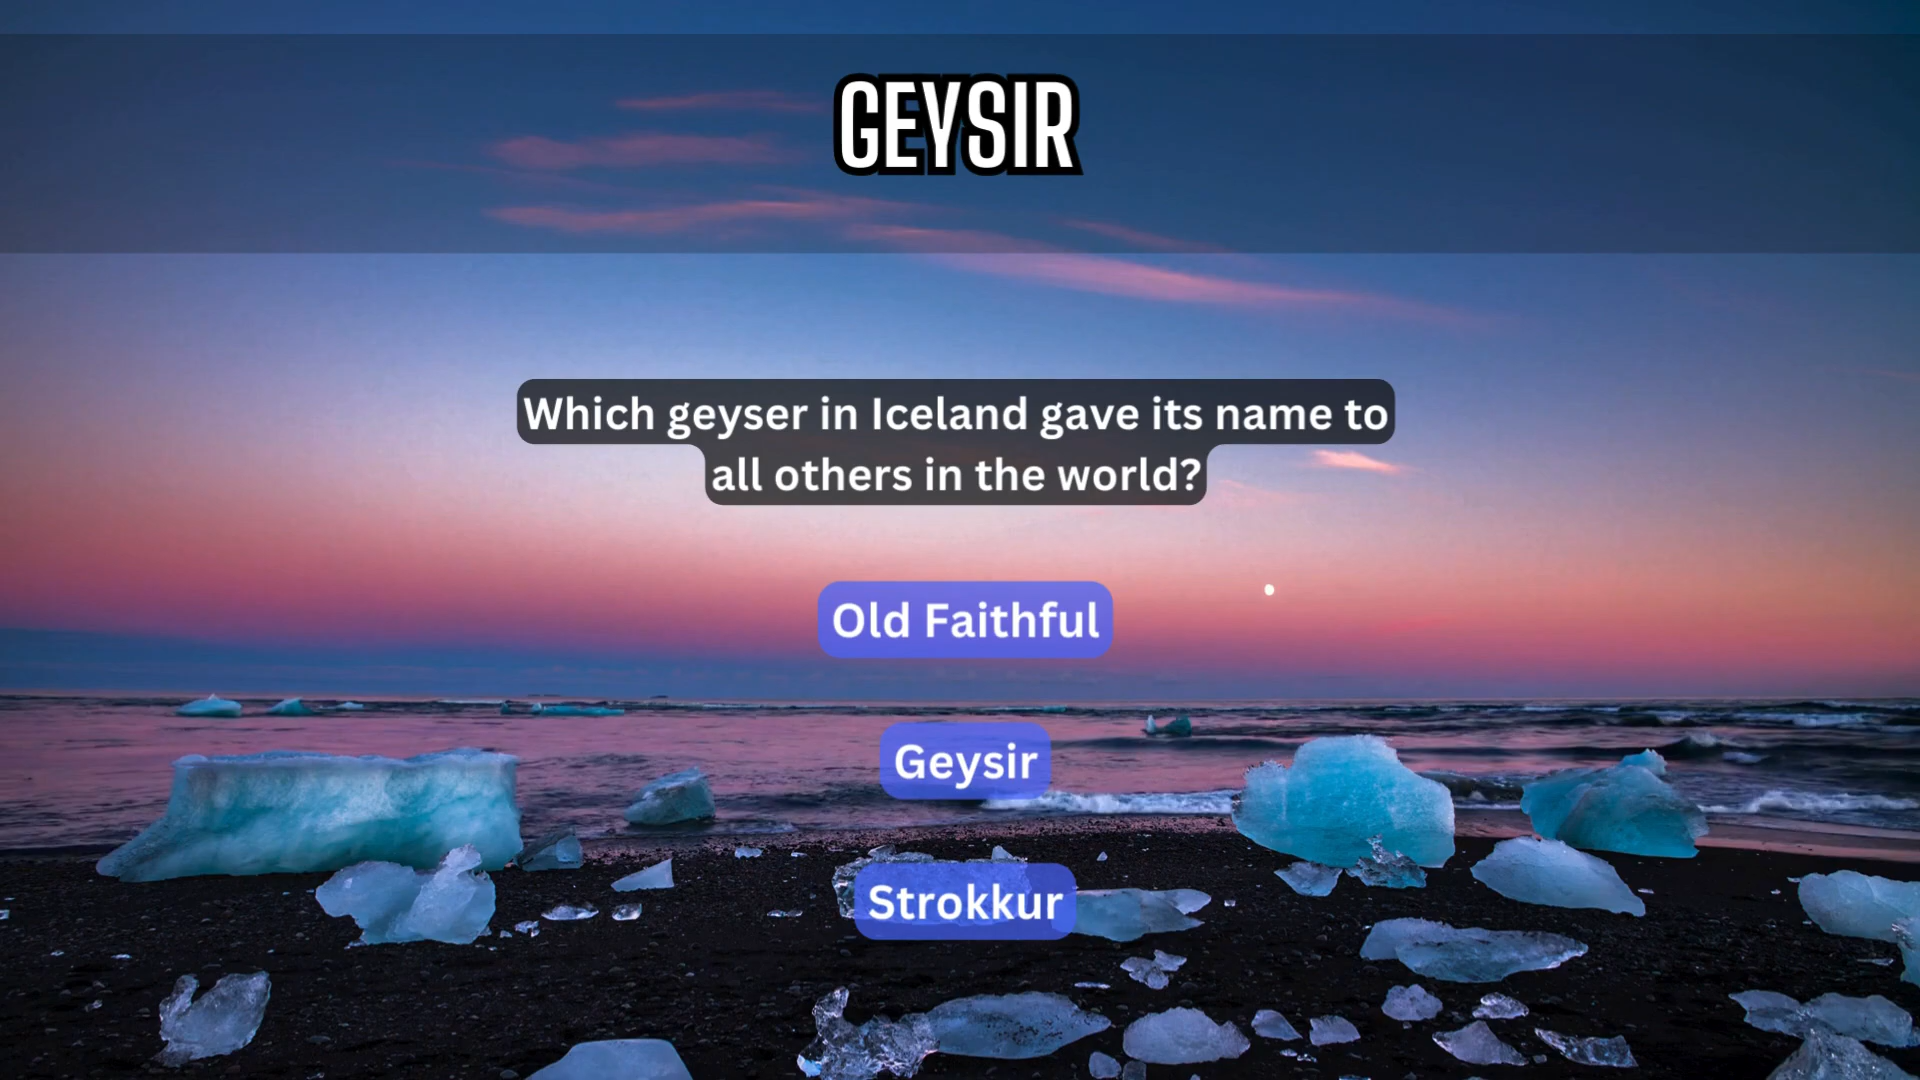 GEYSIR
Which geyser in Iceland gave its name to
all others in the world?
Old Faithful
Geysir
Strokkur